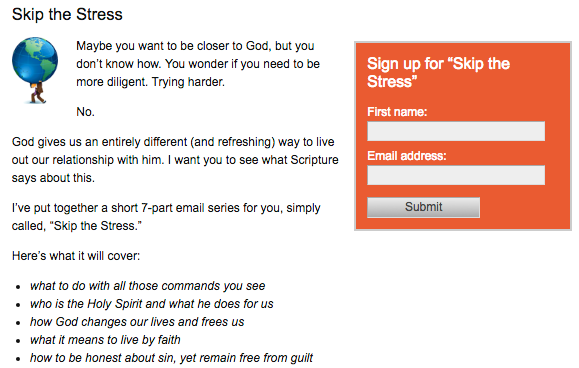 Skip the Stress
Maybe you want to be closer to God, but you
don’t know how. You wonder if you need to be
more diligent. Trying harder.
No.
God gives us an entirely different (and refreshing) way to live
out our relationship with him. I want you to see what Scripture
says about this.
I’ve put together a short 7-part email series for you, simply
called, “Skip the Stress.”
Here’s what it will cover:
• what to do with all those commands you see
• who is the Holy Spirit and what he does for us
• how God changes our lives and frees us
• what it means to live by faith
• how to be honest about sin, yet remain free from guilt
Sign up for “Skip the
Stress”
First name:
Email address:
Submit